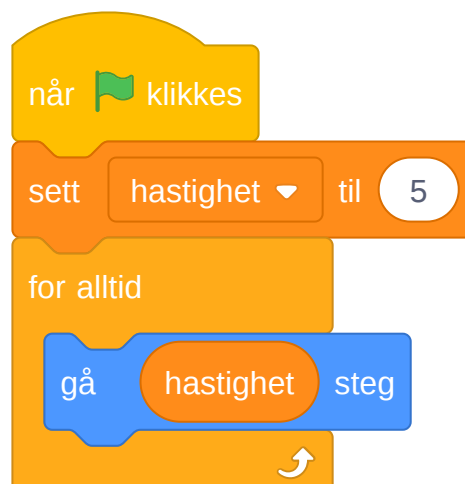 når klikkes
sett hastighet til 5
for alltid
gå hastighet steg